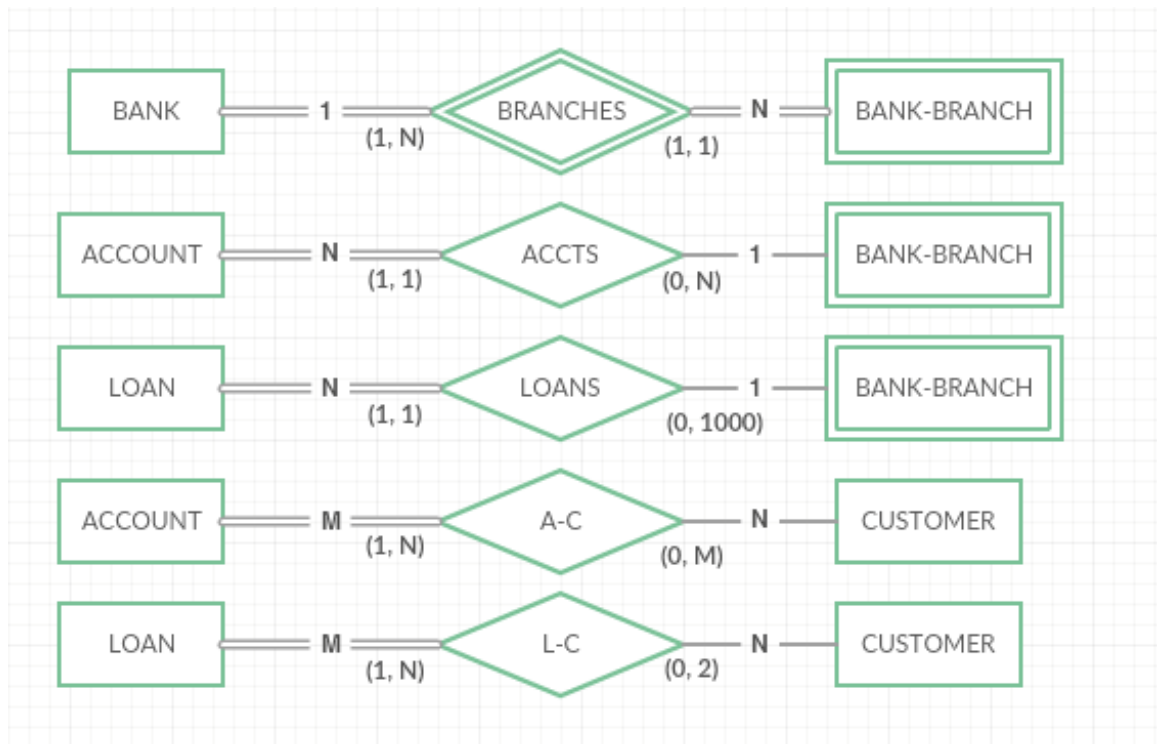 BANK 1 BRANCHES N BANK-BRANCH
(1, N) (1, 1)
ACCOUNT N ACCTS 1 BANK-BRANCH
(1, 1) (0, N)
LOAN N LOANS 1 BANK-BRANCH
(1, 1) (0, 1000)
ACCOUNT M A-C N CUSTOMER
(1, N) (0, M)
LOAN M L-C N CUSTOMER
(1, N) (0, 2)